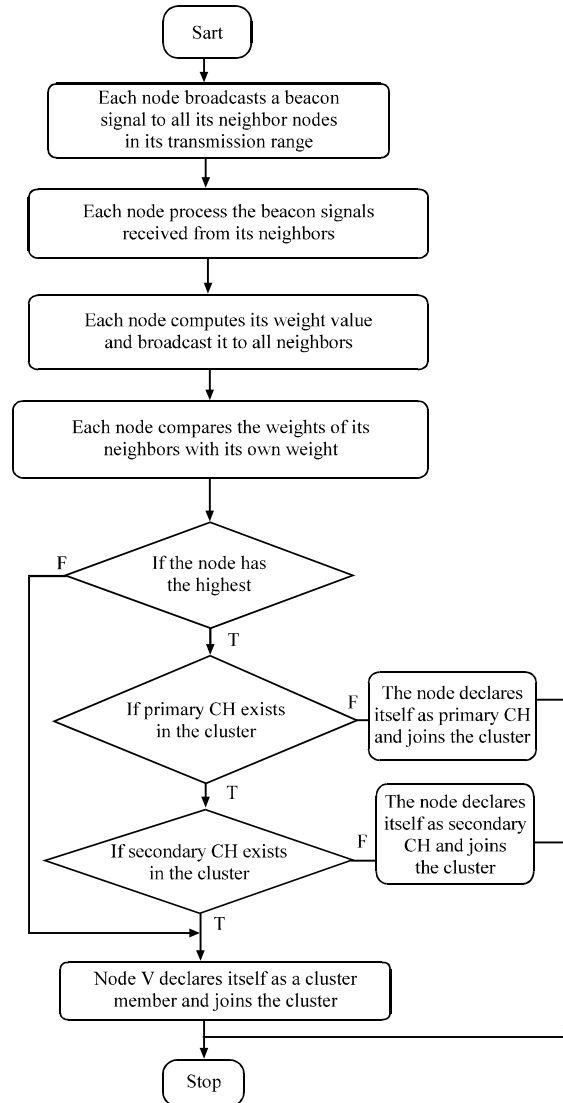 Sart
Each node broadcasts a beacon
signal to all its neighbor nodes
in its transmission range
Each node process the beacon signals
received from its neighbors
Each node computes its weight value
and broadcast it to all neighbors
Each node compares the weights of its
neighbors with its own weight
F
If the node has
the highest
T
If primary CH exists
in the cluster
F
The node declares
itself as primary CH
and joins the cluster
T
If secondary CH exists
in the cluster
F
The node declares
itself as secondary
CH and joins
the cluster
T
Node V declares itself as a cluster
member and joins the cluster
Stop